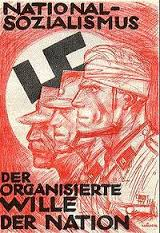 NATIONAL-
SOZIALISMUS
DER
ORGANISIERTE
WILLE
DER NATION